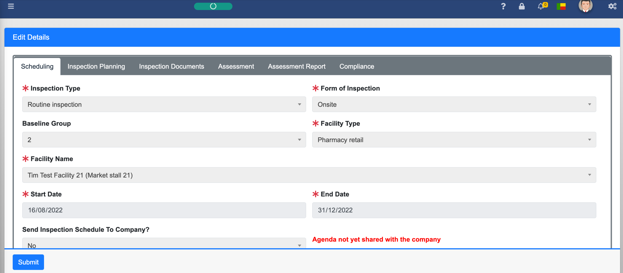 Edit Details
Scheduling Inspection Planning Inspection Documents Assessment Assessment Report Compliance
* Inspection Type * Form of Inspection
Routine inspection Onsite
Baseline Group * Facility Type
2 Pharmacy retail
* Facility Name
Tim Test Facility 21 (Market stall 21)
* Start Date * End Date
16/08/2022 31/12/2022
Send Inspection Schedule To Company?
Agenda not yet shared with the company
No
Submit